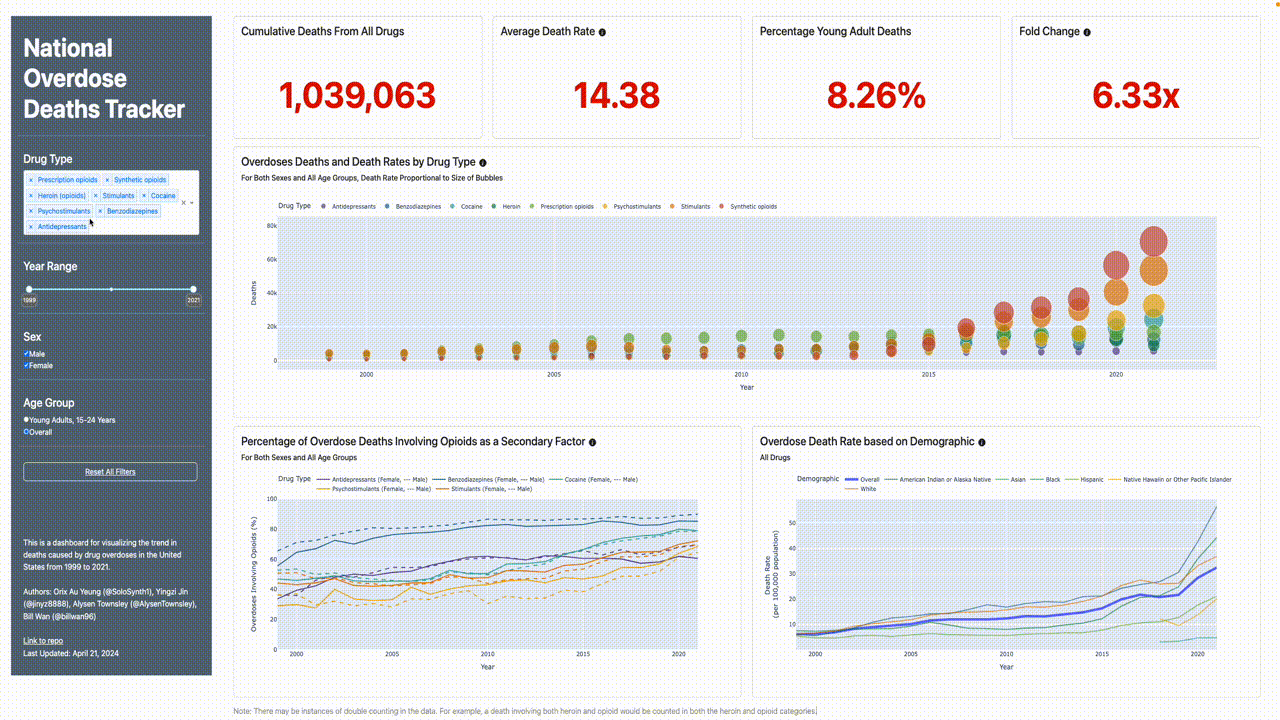 National
Overdose
Deaths Tracker
Drug Type
× Prescription opioids × Synthetic opioids
× Heroin (opioids) × Stimulants × Cocaine
× Psychostimulants × Benzodiazepines
× Antidepressants
Year Range
1999 2021
Sex
Male
Female
Age Group
Young Adults, 15-24 Years
Overall
Reset All Filters
This is a dashboard for visualizing the trend in
deaths caused by drug overdoses in the United
States from 1999 to 2021.
Authors: Orix Au Yeung (@SoloSynth1), Yingzi Jin
(@jinyz8888), Alysen Townsley (@AlysenTownsley),
Bill Wan (@billwan96)
Link to repo
Last Updated: April 21, 2024
Cumulative Deaths From All Drugs
1,039,063
Average Death Rate
14.38
Percentage Young Adult Deaths
8.26%
Fold Change
6.33x
Overdoses Deaths and Death Rates by Drug Type
For Both Sexes and All Age Groups, Death Rate Proportional to Size of Bubbles
Drug Type Antidepressants Benzodiazepines Cocaine Heroin Prescription opioids Psychostimulants Stimulants Synthetic opioids
80k
60k
40k
20k
0
Deaths
2000 2005 2010 2015 2020
Year
Percentage of Overdose Deaths Involving Opioids as a Secondary Factor
For Both Sexes and All Age Groups
Drug Type Antidepressants (Female, --- Male) Benzodiazepines (Female, --- Male) Cocaine (Female, --- Male)
Psychostimulants (Female, --- Male) Stimulants (Female, --- Male)
100
80
60
40
20
0
Overdoses Involving Opioids (%)
2000 2005 2010 2015 2020
Year
Overdose Death Rate based on Demographic
All Drugs
Demographic Overall American Indian or Alaska Native Asian Black Hispanic Native Hawaiin or Other Pacific Islander
White
50
40
30
20
10
Death Rate
(per 100,000 population)
2000 2005 2010 2015 2020
Year
Note: There may be instances of double counting in the data. For example, a death involving both heroin and opioid would be counted in both the heroin and opioid categories.